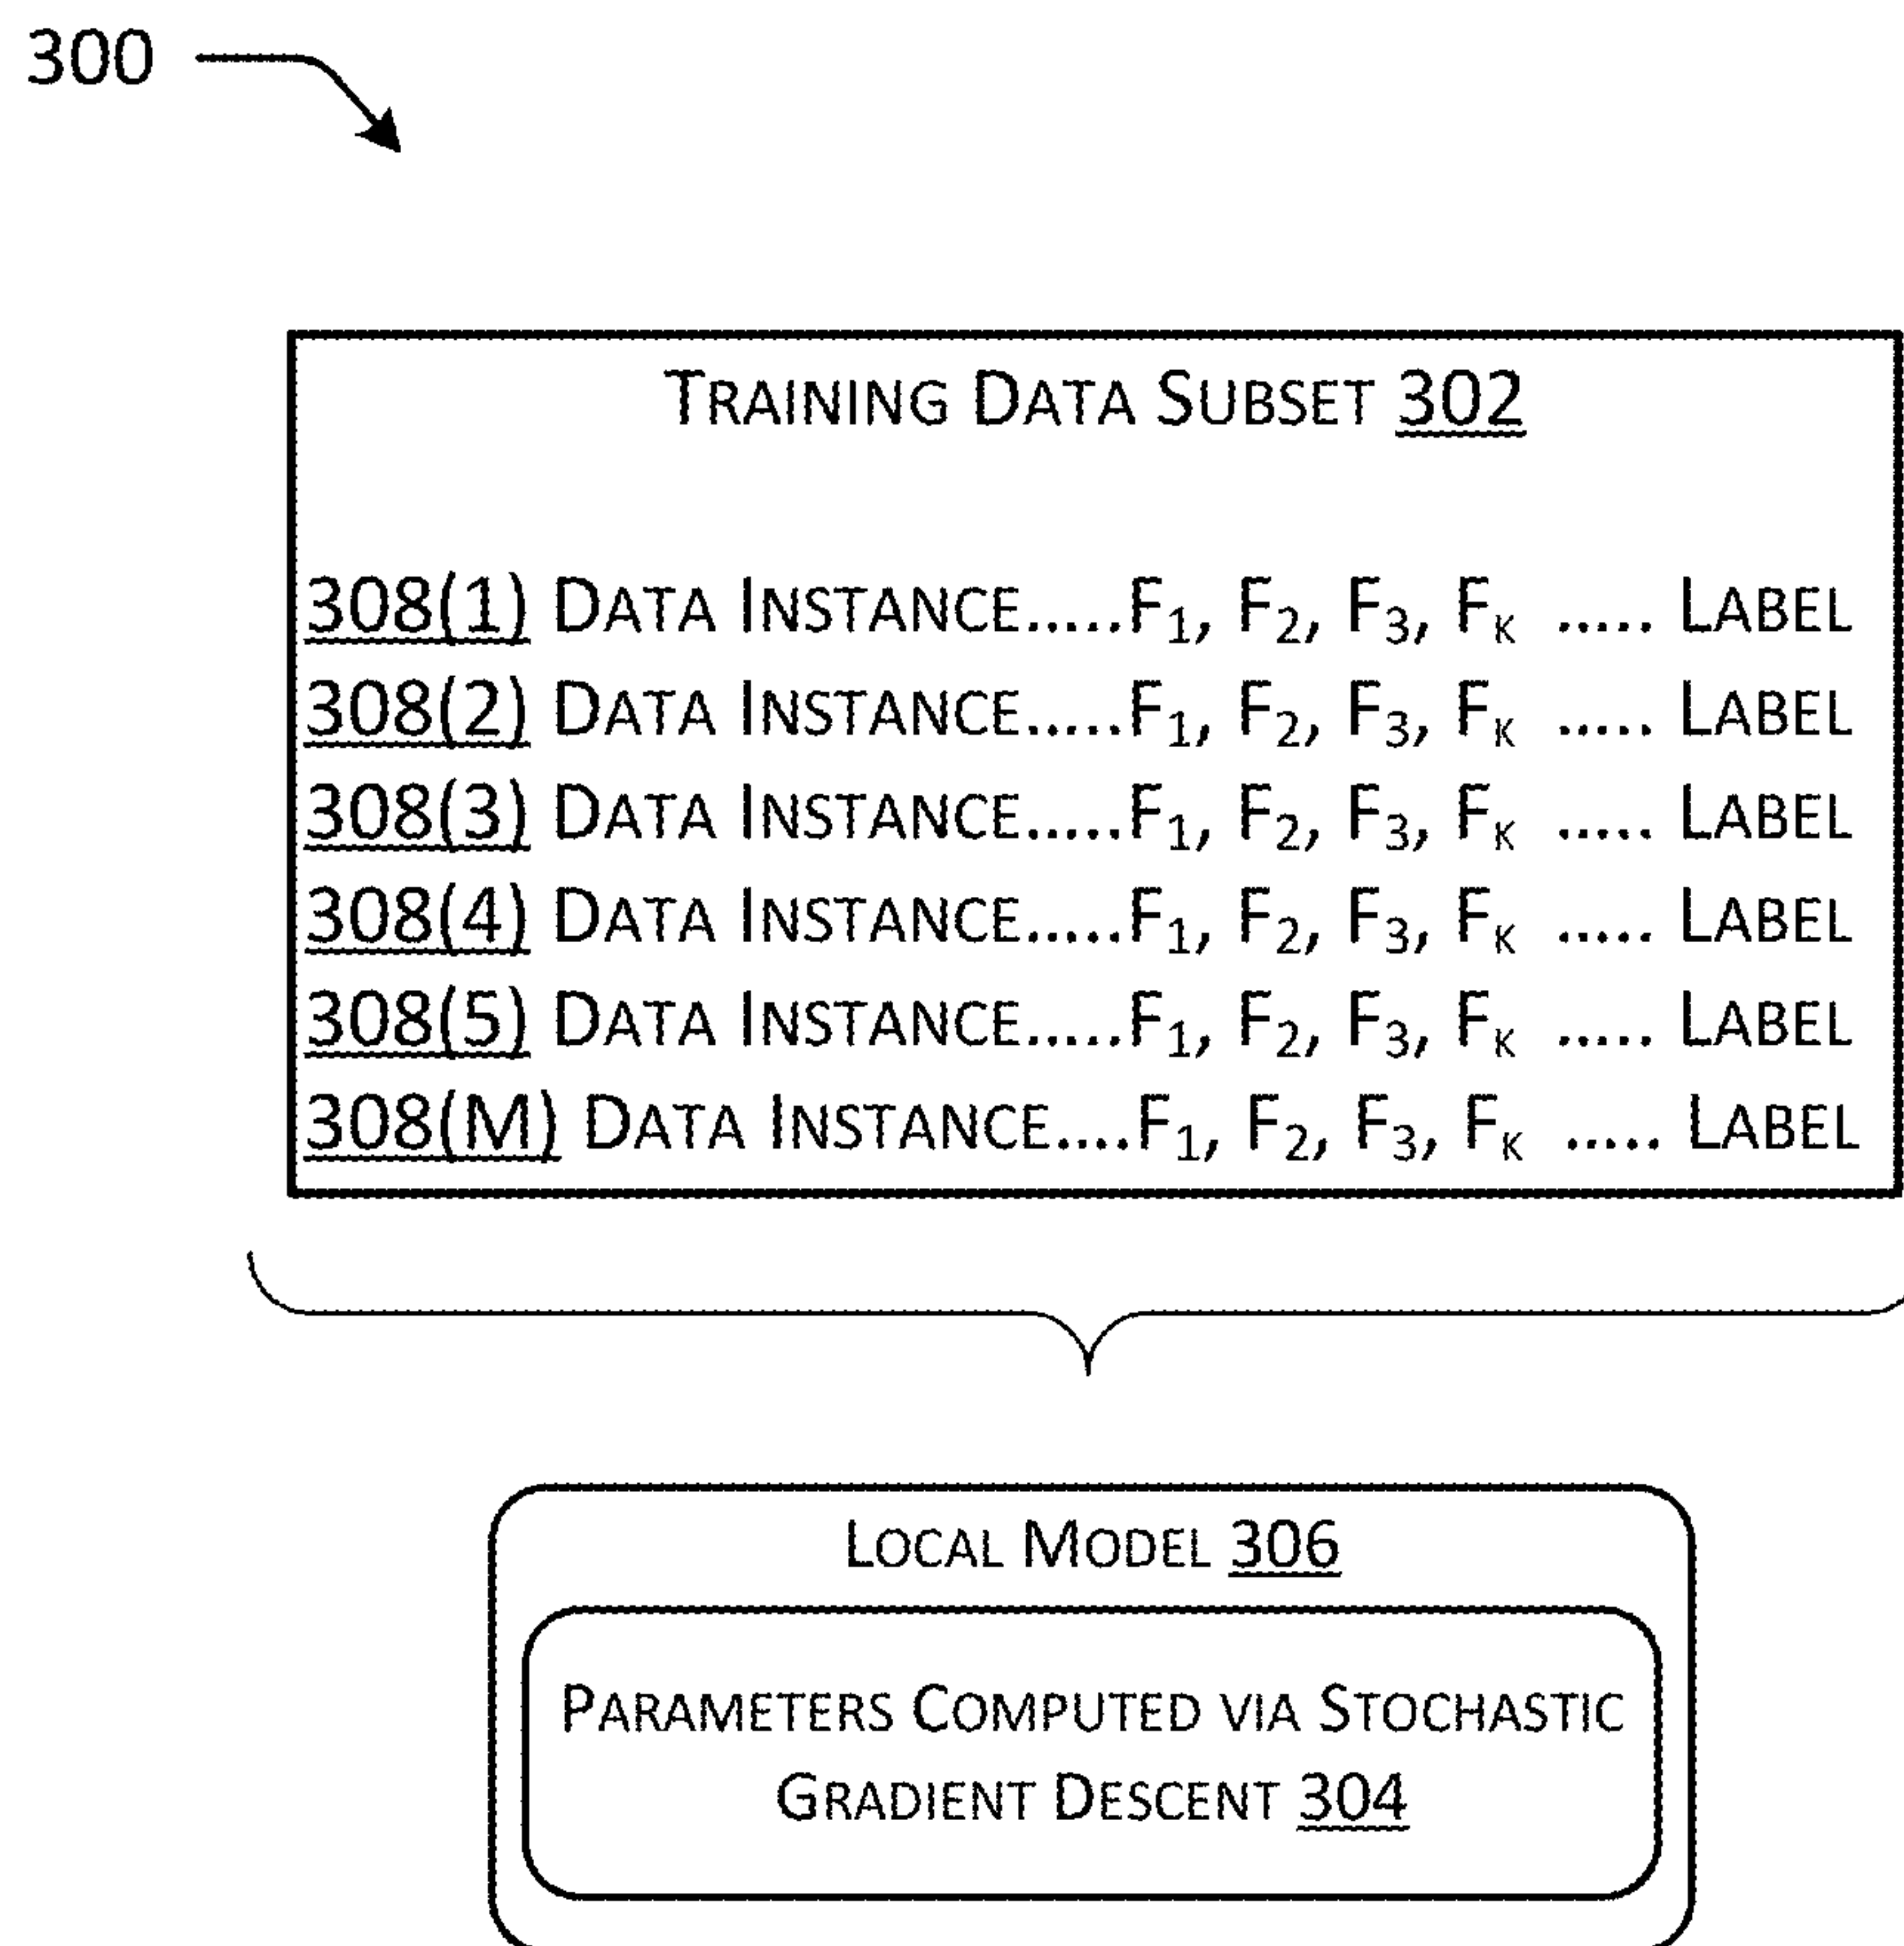 300
TRAINING DATA SUBSET 302
308(1) DATA INSTANCE.....F₁, F₂, F₃, Fₖ ..... LABEL
308(2) DATA INSTANCE.....F₁, F₂, F₃, Fₖ ..... LABEL
308(3) DATA INSTANCE.....F₁, F₂, F₃, Fₖ ..... LABEL
308(4) DATA INSTANCE.....F₁, F₂, F₃, Fₖ ..... LABEL
308(5) DATA INSTANCE.....F₁, F₂, F₃, Fₖ ..... LABEL
308(M) DATA INSTANCE....F₁, F₂, F₃, Fₖ ..... LABEL
LOCAL MODEL 306
PARAMETERS COMPUTED VIA STOCHASTIC
GRADIENT DESCENT 304